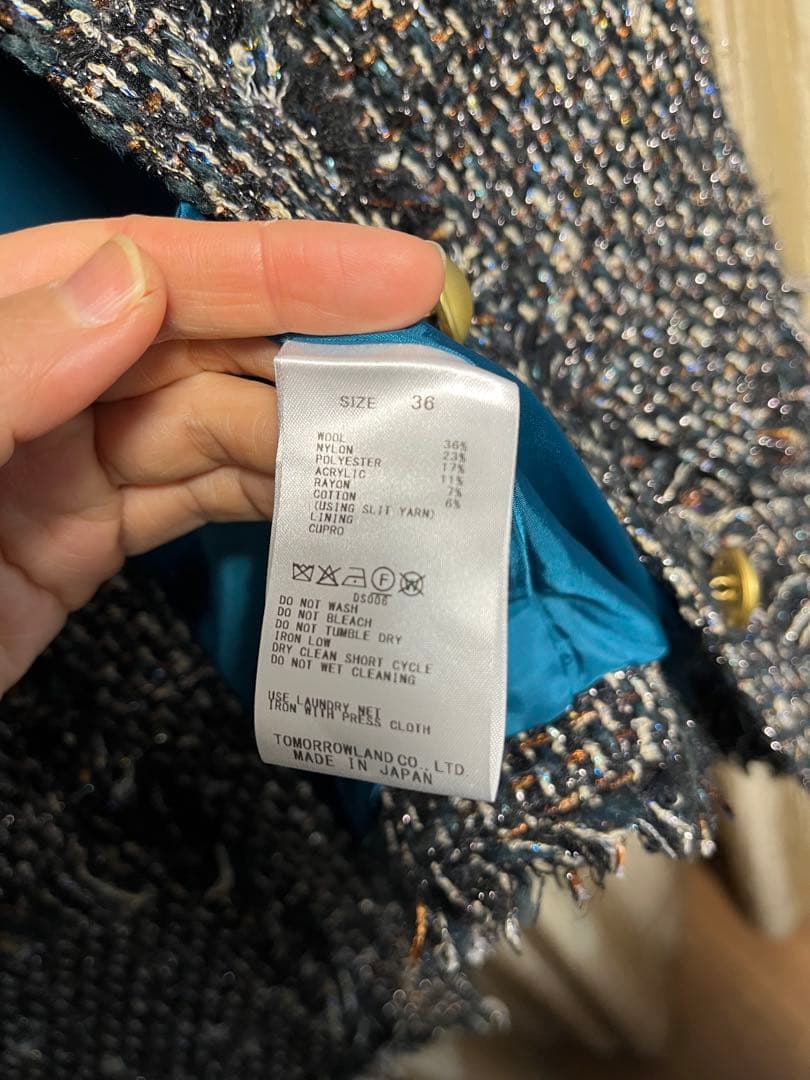 SIZE 36
WOOL 36%
NYLON 23%
POLYESTER 17%
ACRYLIC 11%
RAYON 7%
COTTON 6%
(USING SLIT YARN)
LINING
CUPRO
F W
DS006
DO NOT WASH
DO NOT BLEACH
DO NOT TUMBLE DRY
IRON LOW
DRY CLEAN SHORT CYCLE
DO NOT WET CLEANING
USE LAUNDRY NET
IRON WITH PRESS CLOTH
TOMORROWLAND CO., LTD.
MADE IN JAPAN